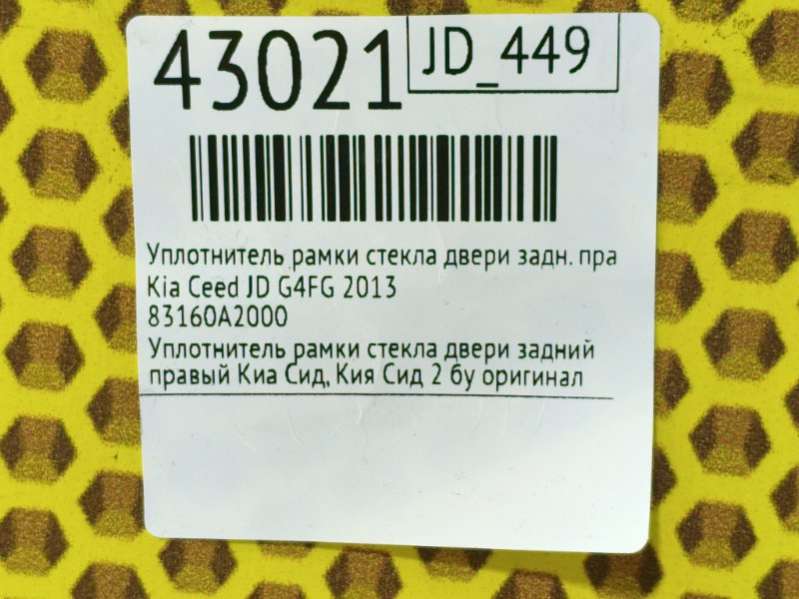 43021
JD_449
Уплотнитель рамки стекла двери задн. пра
Kia Ceed JD G4FG 2013
83160A2000
Уплотнитель рамки стекла двери задний
правый Киа Сид, Кия Сид 2 бу оригинал